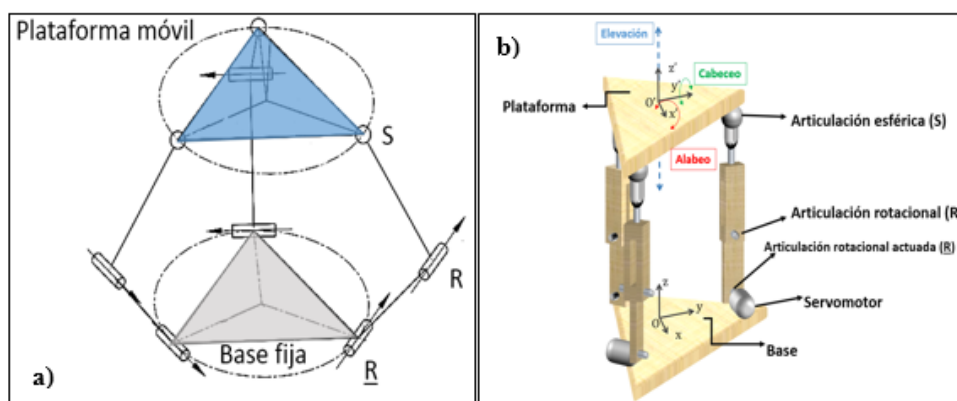 Plataforma móvil
S
R
Base fija
R
a)
b)
Elevación
z'
y'
Cabeceo
O'
x'
Plataforma
Articulación esférica (S)
Alabeo
Articulación rotacional (R
Articulación rotacional actuada (R)
z
O
y
x
Servomotor
Base